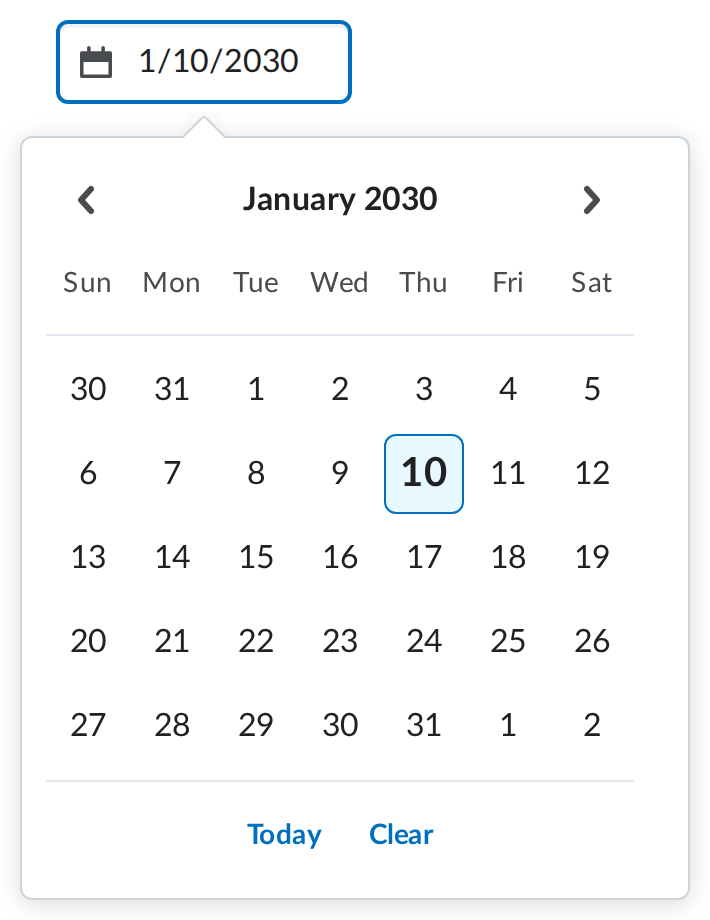 1/10/2030
January 2030
Sun Mon Tue Wed Thu Fri Sat
30 31 1 2 3 4 5
6 7 8 9 10 11 12
13 14 15 16 17 18 19
20 21 22 23 24 25 26
27 28 29 30 31 1 2
Today Clear